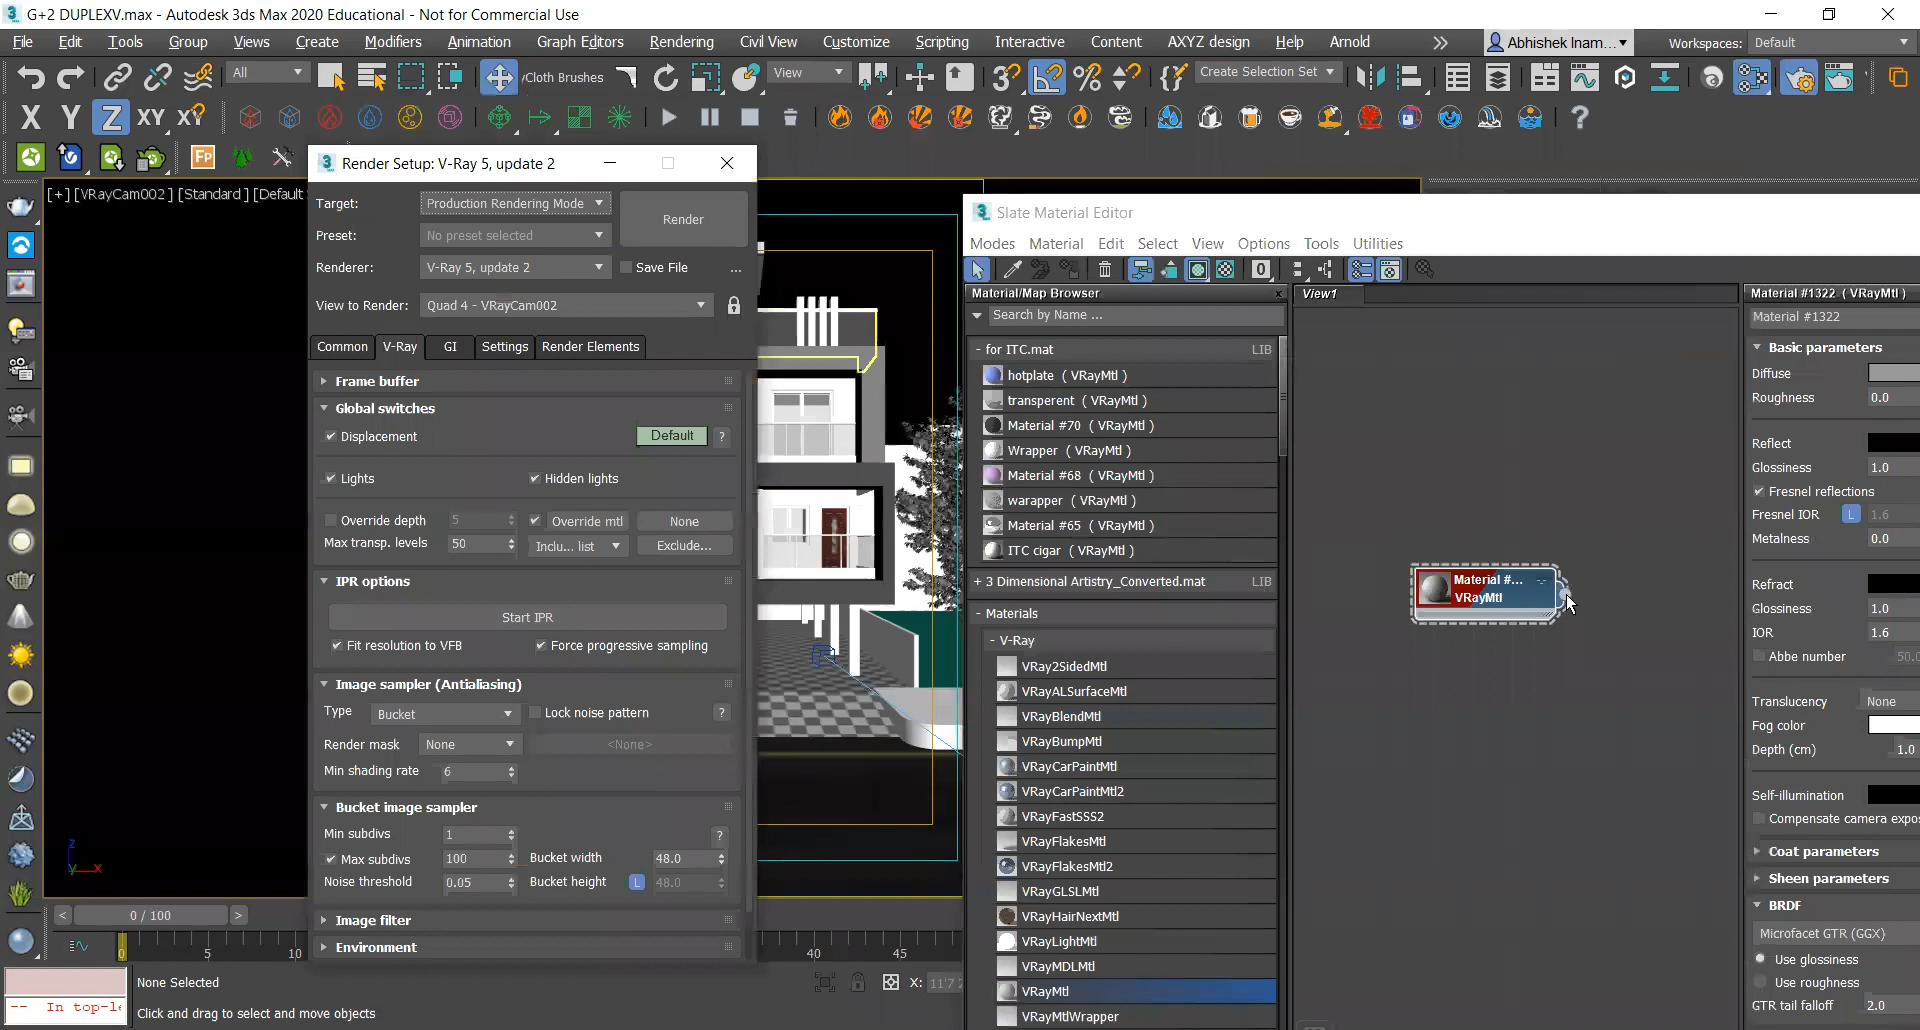 G+2 DUPLEXV.max - Autodesk 3ds Max 2020 Educational - Not for Commercial Use
File Edit Tools Group Views Create Modifiers Animation Graph Editors Rendering Civil View Customize Scripting Interactive Content AXYZ design Help Arnold
Abhishek Inam...
Workspaces: Default
All
Cloth Brushes
View
Create Selection Set
X Y Z XY XY
Fp
[+] [VRayCam002] [Standard] [Default
Render Setup: V-Ray 5, update 2
Target: Production Rendering Mode
Render
Preset: No preset selected
Renderer: V-Ray 5, update 2
Save File ...
View to Render: Quad 4 - VRayCam002
Common V-Ray GI Settings Render Elements
Frame buffer
Global switches
Displacement Default ?
Lights Hidden lights
Override depth 5 Override mtl None
Max transp. levels 50 Inclu... list Exclude...
IPR options
Start IPR
Fit resolution to VFB Force progressive sampling
Image sampler (Antialiasing)
Type Bucket Lock noise pattern ?
Render mask None <None>
Min shading rate 6
Bucket image sampler
Min subdivs 1 ?
Max subdivs 100 Bucket width 48.0
Noise threshold 0.05 Bucket height L 48.0
Image filter
Environment
Slate Material Editor
Modes Material Edit Select View Options Tools Utilities
0
Material/Map Browser x
Search by Name ...
- for ITC.mat LIB
hotplate ( VRayMtl )
transperent ( VRayMtl )
Material #70 ( VRayMtl )
Wrapper ( VRayMtl )
Material #68 ( VRayMtl )
warapper ( VRayMtl )
Material #65 ( VRayMtl )
ITC cigar ( VRayMtl )
+ 3 Dimensional Artistry_Converted.mat LIB
- Materials
- V-Ray
VRay2SidedMtl
VRayALSurfaceMtl
VRayBlendMtl
VRayBumpMtl
VRayCarPaintMtl
VRayCarPaintMtl2
VRayFastSSS2
VRayFlakesMtl
VRayFlakesMtl2
VRayGLSLMtl
VRayHairNextMtl
VRayLightMtl
VRayMDLMtl
VRayMtl
VRayMtlWrapper
View1
Material #...
VRayMtl
Material #1322 ( VRayMtl )
Material #1322
Basic parameters
Diffuse
Roughness 0.0
Reflect
Glossiness 1.0
Fresnel reflections
Fresnel IOR L 1.6
Metalness 0.0
Refract
Glossiness 1.0
IOR 1.6
Abbe number 50.0
Translucency None
Fog color
Depth (cm) 1.0
Self-illumination
Compensate camera expos
Coat parameters
Sheen parameters
BRDF
Microfacet GTR (GGX)
Use glossiness
Use roughness
GTR tail falloff 2.0
z
y x
< 0 / 100 >
0 5 10 40 45
None Selected
X: 11'7
-- In top-l
Click and drag to select and move objects